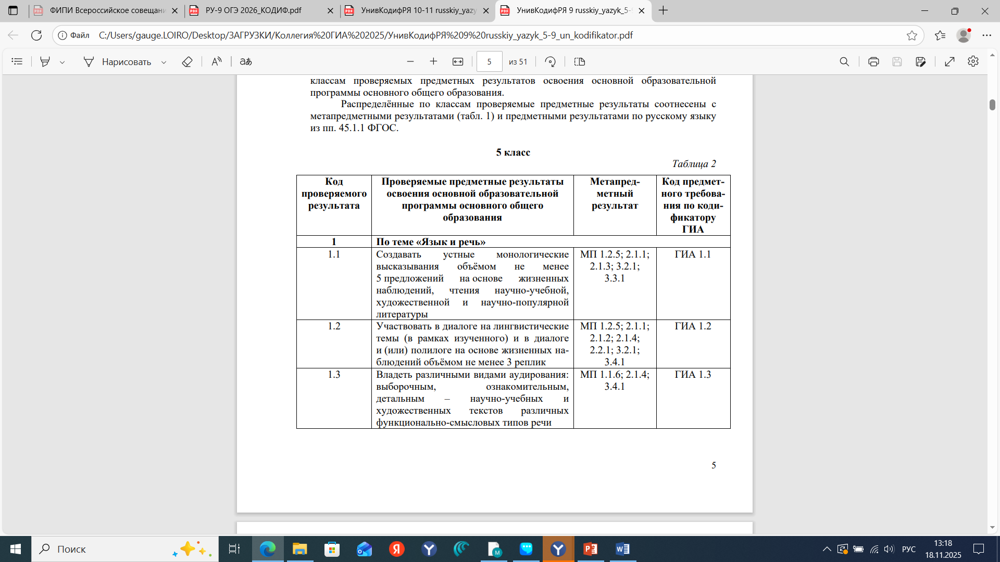 ФИПИ Всероссийское совещани
РУ-9 ОГЭ 2026_КОДИФ.pdf
УнивКодифРЯ 10-11 russkiy_yazy
УнивКодифРЯ 9 russkiy_yazyk_5-9
Файл
C:/Users/gauge.LOIRO/Desktop/ЗАГРУЗКИ/Коллегия%20ГИА%202025/УнивКодифРЯ%209%20russkiy_yazyk_5-9_un_kodifikator.pdf
Нарисовать
5 из 51
классам проверяемых предметных результатов освоения основной образовательной
программы основного общего образования.
Распределённые по классам проверяемые предметные результаты соотнесены с
метапредметными результатами (табл. 1) и предметными результатами по русскому языку
из пп. 45.1.1 ФГОС.
5 класс
Таблица 2
Код
проверяемого
результата
Проверяемые предметные результаты
освоения основной образовательной
программы основного общего
образования
Метапред-
метный
результат
Код предмет-
ного требова-
ния по коди-
фикатору
ГИА
1
По теме «Язык и речь»
1.1
Создавать устные монологические
высказывания объёмом не менее
5 предложений на основе жизненных
наблюдений, чтения научно-учебной,
художественной и научно-популярной
литературы
МП 1.2.5; 2.1.1;
2.1.3; 3.2.1;
3.3.1
ГИА 1.1
1.2
Участвовать в диалоге на лингвистические
темы (в рамках изученного) и в диалоге
и (или) полилоге на основе жизненных на-
блюдений объёмом не менее 3 реплик
МП 1.2.5; 2.1.1;
2.1.2; 2.1.4;
2.2.1; 3.2.1;
3.4.1
ГИА 1.2
1.3
Владеть различными видами аудирования:
выборочным, ознакомительным,
детальным – научно-учебных и
художественных текстов различных
функционально-смысловых типов речи
МП 1.1.6; 2.1.4;
3.4.1
ГИА 1.3
5
Поиск
РУС
13:18
18.11.2025